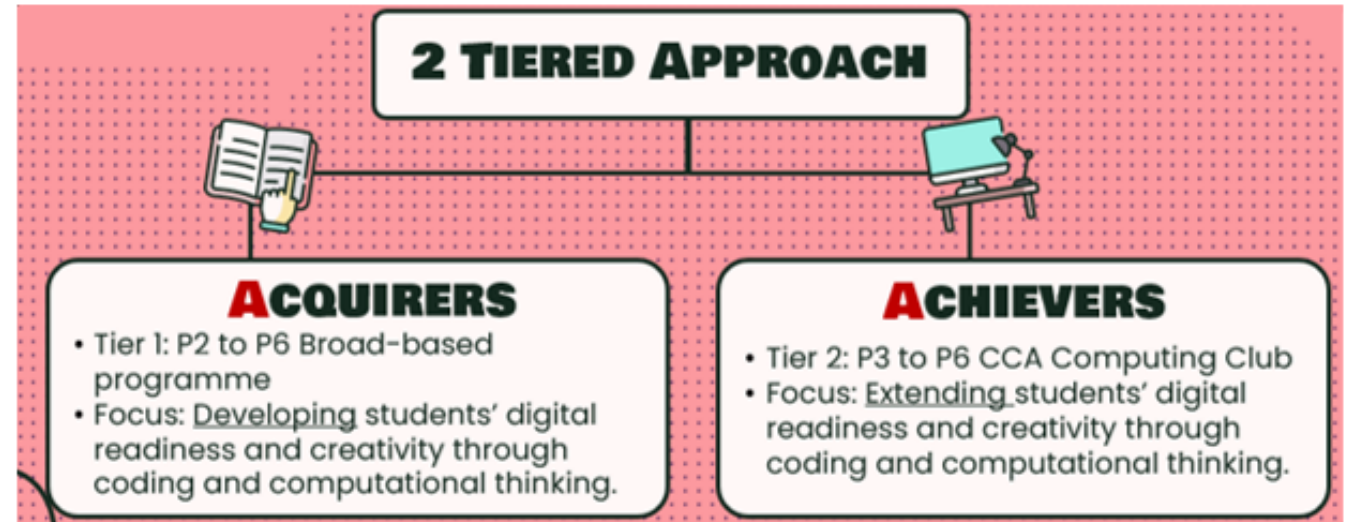 2 TIERED APPROACH
ACQUIRERS
• Tier 1: P2 to P6 Broad-based
programme
• Focus: Developing students’ digital
readiness and creativity through
coding and computational thinking.
ACHIEVERS
• Tier 2: P3 to P6 CCA Computing Club
• Focus: Extending students’ digital
readiness and creativity through
coding and computational thinking.